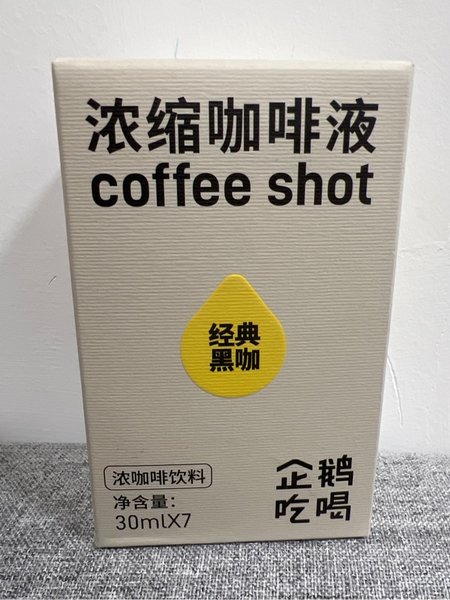 浓缩咖啡液
coffee shot
经典
黑咖
浓咖啡饮料
净含量:
30mlX7
企鹅
吃喝